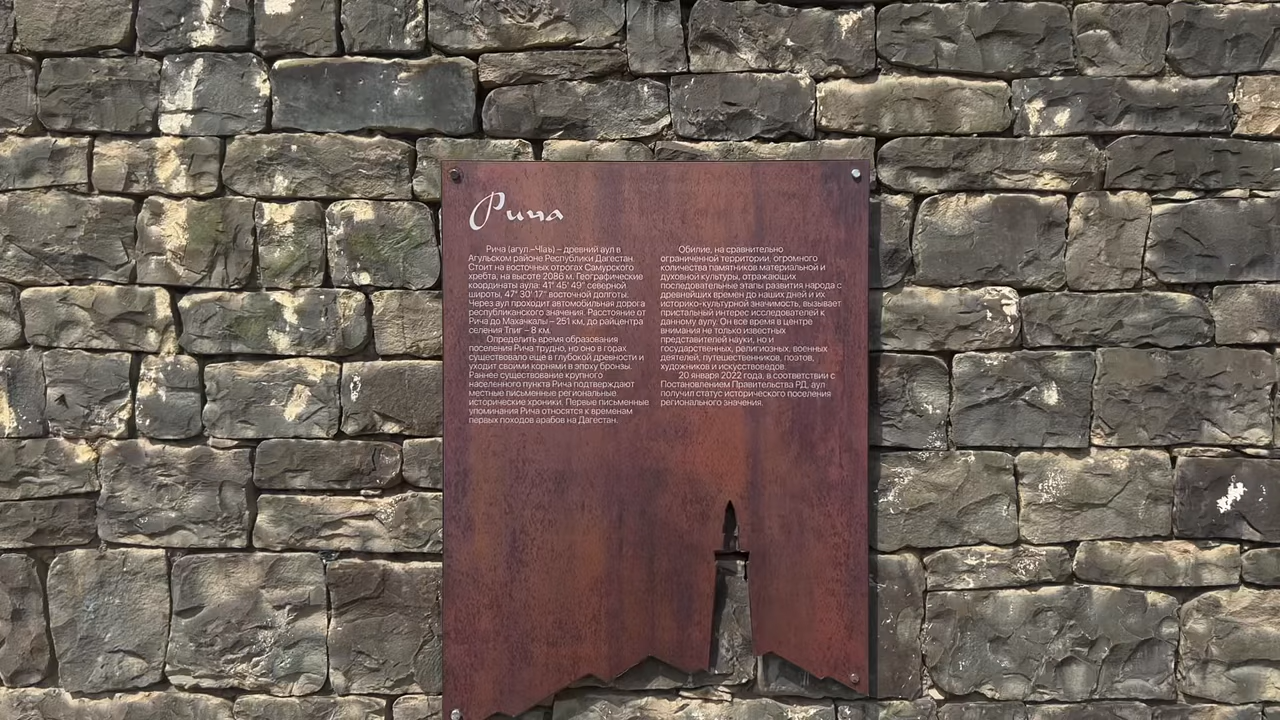 Рича
Рича (агул.–ЧIаъ) – древний аул в
Агульском районе Республики Дагестан.
Стоит на восточных отрогах Самурского
хребта, на высоте 2086 м. Географические
координаты аула: 41° 45' 49" северной
широты, 47° 30' 17" восточной долготы.
Через аул проходит автомобильная дорога
республиканского значения. Расстояние от
Рича до Махачкалы – 251 км, до райцентра
селения Тпиг – 8 км.
Определить время образования
поселения Рича трудно, но оно в горах
существовало еще в глубокой древности и
уходит своими корнями в эпоху бронзы.
Раннее существование крупного
населенного пункта Рича подтверждают
местные письменные региональные
исторические хроники. Первые письменные
упоминания Рича относятся к временам
первых походов арабов на Дагестан.
Обилие, на сравнительно
ограниченной территории, огромного
количества памятников материальной и
духовной культуры, отражающих
последовательные этапы развития народа с
древнейших времен до наших дней и их
историко-культурной значимость, вызывает
пристальный интерес исследователей к
данному аулу. Он все время в центре
внимания не только известных
представителей науки, но и
государственных, религиозных, военных
деятелей, путешественников, поэтов,
художников и искусствоведов.
20 января 2022 года, в соответствии с
Постановлением Правительства РД, аул
получил статус исторического поселения
регионального значения.